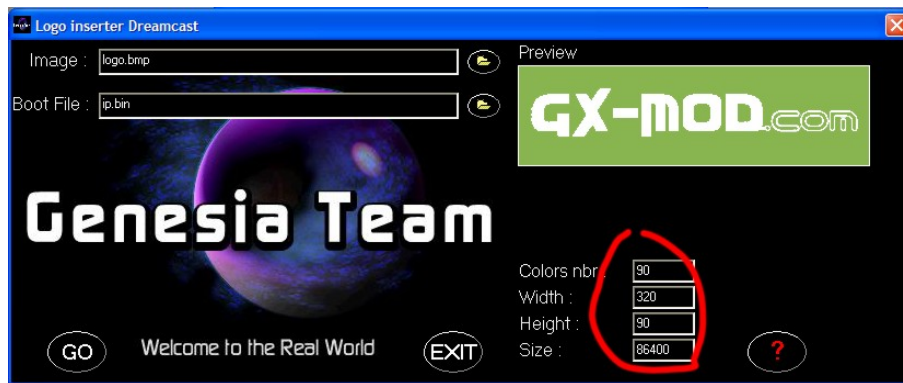 Logo inserter Dreamcast
Image : logo.bmp
Boot File : ip.bin
Preview
GX-MOD.com
Genesia Team
Colors nbr : 90
Width : 320
Height : 90
Size : 86400
GO
Welcome to the Real World
EXIT
?